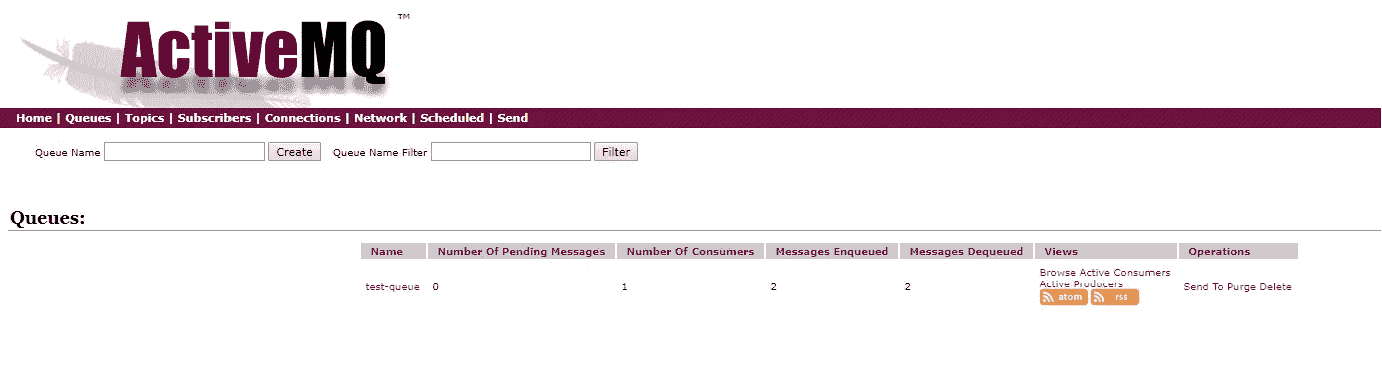 ActiveMQ™
Home | Queues | Topics | Subscribers | Connections | Network | Scheduled | Send
Queue Name Create Queue Name Filter Filter
Queues:
Name Number Of Pending Messages Number Of Consumers Messages Enqueued Messages Dequeued Views Operations
test-queue 0 1 2 2 Browse Active Consumers
Active Producers
atom rss
Send To Purge Delete